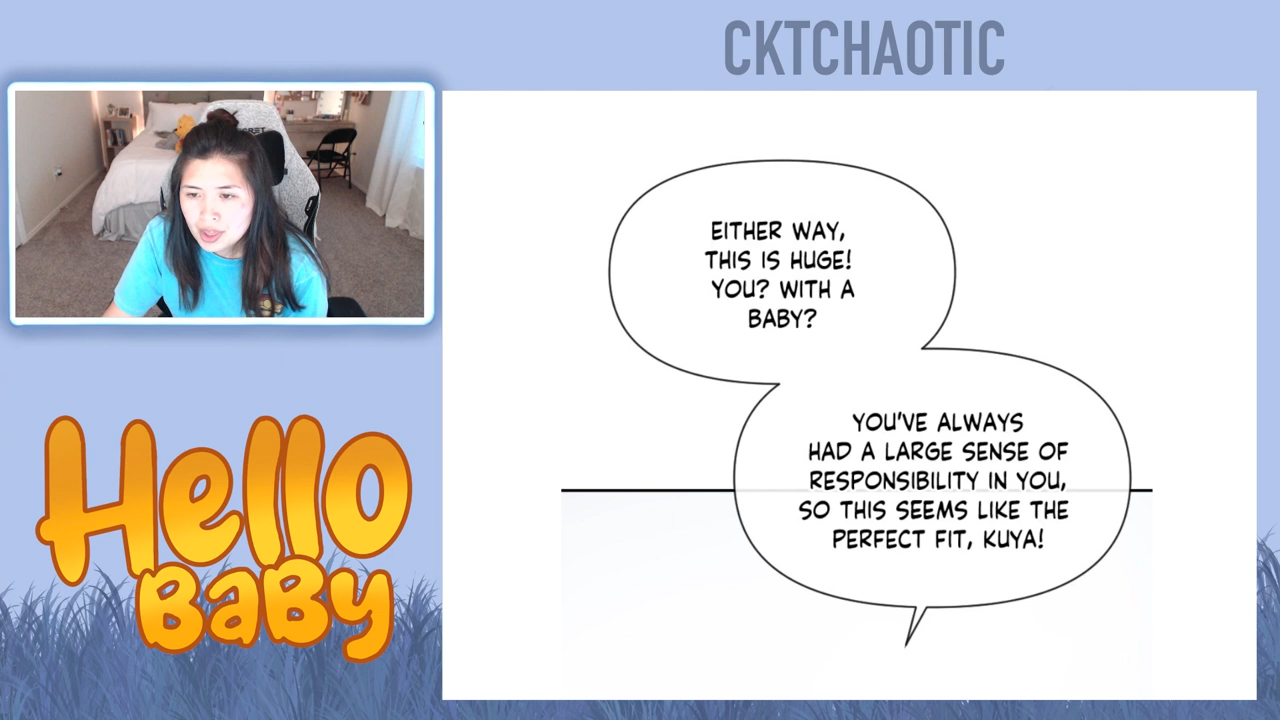 CKTCHAOTIC
EITHER WAY,
THIS IS HUGE!
YOU? WITH A
BABY?
YOU'VE ALWAYS
HAD A LARGE SENSE OF
RESPONSIBILITY IN YOU,
SO THIS SEEMS LIKE THE
PERFECT FIT, KUYA!
Hello
BaBy